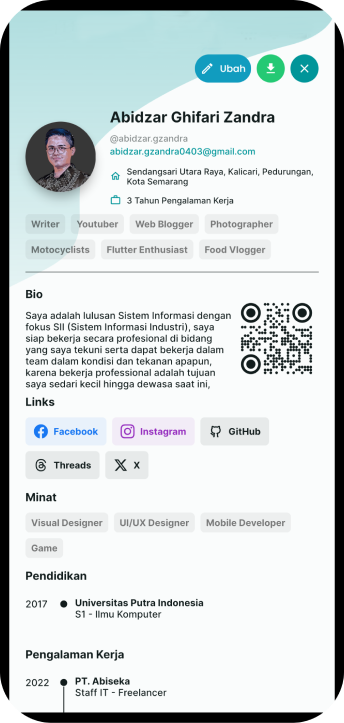 Ubah
Abidzar Ghifari Zandra
@abidzar.gzandra
abidzar.gzandra0403@gmail.com
Sendangsari Utara Raya, Kalicari, Pedurungan,
Kota Semarang
3 Tahun Pengalaman Kerja
Writer Youtuber Web Blogger Photographer
Motocyclists Flutter Enthusiast Food Vlogger
Bio
Saya adalah lulusan Sistem Informasi dengan
fokus SII (Sistem Informasi Industri), saya
siap bekerja secara profesional di bidang
yang saya tekuni serta dapat bekerja dalam
team dalam kondisi dan tekanan apapun,
karena bekerja professional adalah tujuan
saya sedari kecil hingga dewasa saat ini,
Links
Facebook Instagram GitHub
Threads X
Minat
Visual Designer UI/UX Designer Mobile Developer
Game
Pendidikan
2017 Universitas Putra Indonesia
S1 - Ilmu Komputer
Pengalaman Kerja
2022 PT. Abiseka
Staff IT - Freelancer